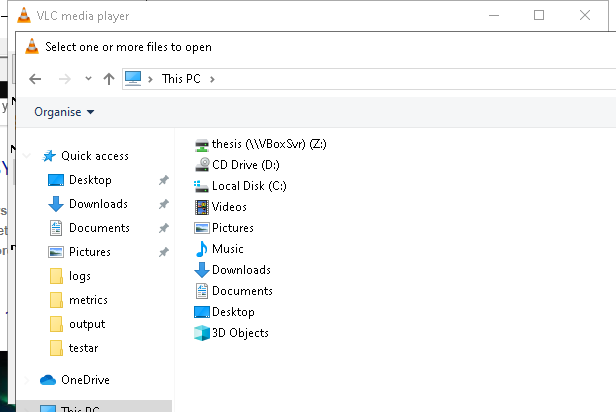 VLC media player
Select one or more files to open
This PC
Organise
Quick access
Desktop
Downloads
Documents
Pictures
logs
metrics
output
testar
OneDrive
This PC
thesis (\\VBoxSvr) (Z:)
CD Drive (D:)
Local Disk (C:)
Videos
Pictures
Music
Downloads
Documents
Desktop
3D Objects